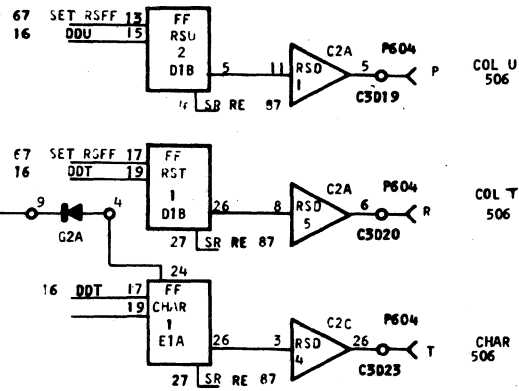 67 SET RSFF 13 FF C2A P604
16 DDU 15 RSU COL U
2 5 11 RSD 5 P 506
D1B 1 C3D19
SR RE 87
67 SET RSFF 17 FF C2A P604
16 DDT 19 RST COL T
1 26 8 RSD 6 R 506
9 4 D1B 5 C3D20
G2A 27 SR RE 87
24
16 DDT 17 FF C2C P604
19 CHAR CHAR
1 26 3 RSD 26 T 506
E1A 4 C3D23
27 SR RE 87